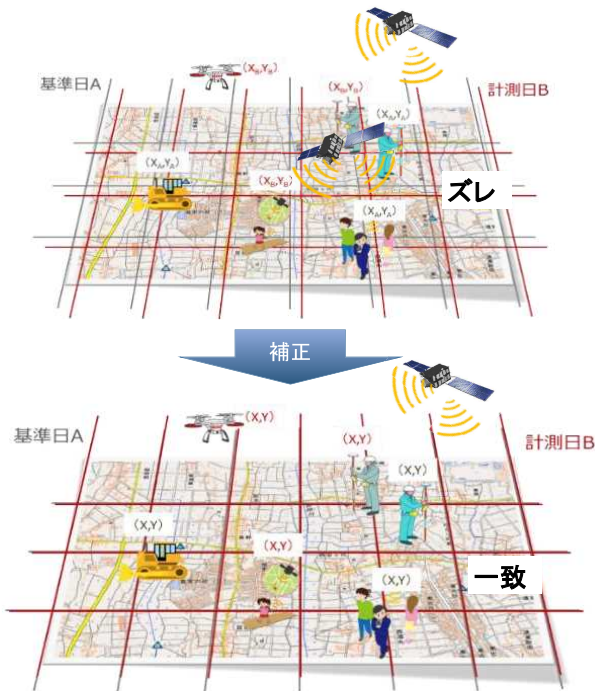 (X_B,Y_B)
基準日A
(X_B,Y_B)
計測日B
(X_A,Y_A)
(X_A,Y_A)
(X_B,Y_B)
ズレ
(X_A,Y_A)
補正
(X,Y)
基準日A
(X,Y)
計測日B
(X,Y)
(X,Y)
(X,Y)
一致
(X,Y)